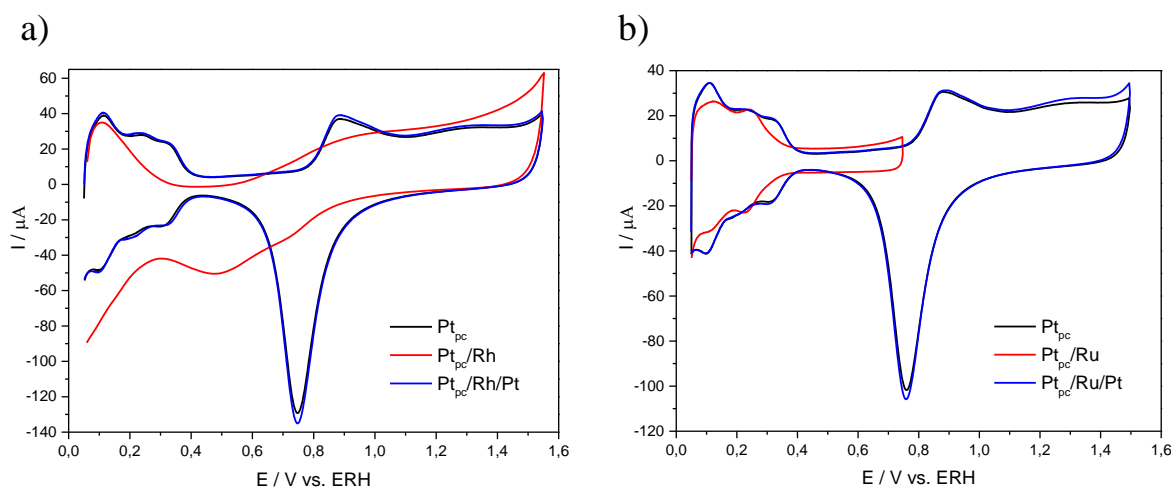 a)
60
40
20
0
-20
-40
-60
-80
-100
-120
-140
I / µA
Pt_pc
Pt_pc/Rh
Pt_pc/Rh/Pt
0,0 0,2 0,4 0,6 0,8 1,0 1,2 1,4 1,6
E / V vs. ERH
b)
40
20
0
-20
-40
-60
-80
-100
-120
I / µA
Pt_pc
Pt_pc/Ru
Pt_pc/Ru/Pt
0,0 0,2 0,4 0,6 0,8 1,0 1,2 1,4 1,6
E / V vs. ERH